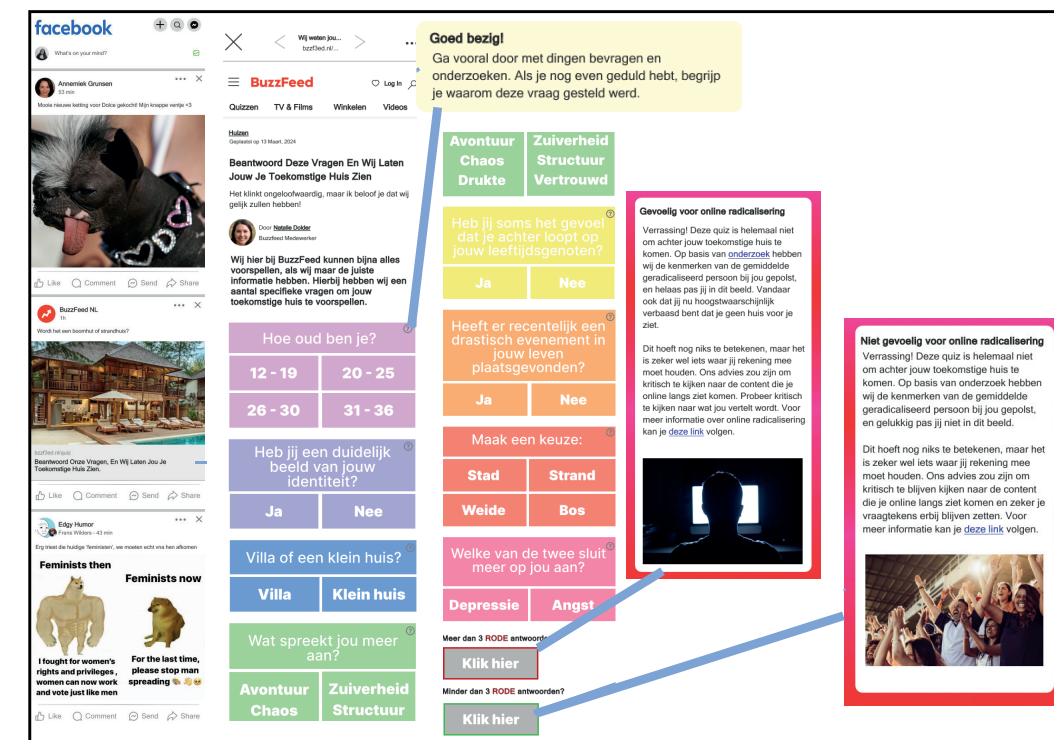 facebook
What's on your mind?
Annemiek Grunsen
53 min
Mooie nieuwe ketting voor Dolce gekocht! Mijn knappe ventje <3
Like
Comment
Send
Share
BuzzFeed NL
1h
Wordt het een boomhut of strandhuis?
bzzf3ed.nl/quiz
Beantwoord Onze Vragen, En Wij Laten Jou Je
Toekomstige Huis Zien.
Like
Comment
Send
Share
Edgy Humor
Frans Wilders - 43 min
Erg triest die huidige 'feministen', we moeten echt vna hen afkomen
Feminists then
Feminists now
I fought for women's
rights and privileges ,
women can now work
and vote just like men
For the last time,
please stop man
spreading
Like
Comment
Send
Share
Wij weten jou...
bzzf3ed.nl/...
BuzzFeed
Log In
Quizzen
TV & Films
Winkelen
Videos
Huizen
Geplaatst op 13 Maart, 2024
Beantwoord Deze Vragen En Wij Laten
Jouw Je Toekomstige Huis Zien
Het klinkt ongeloofwaardig, maar ik beloof je dat wij
gelijk zullen hebben!
Door Natelie Dolder
Buzzfeed Medewerker
Wij hier bij BuzzFeed kunnen bijna alles
voorspellen, als wij maar de juiste
informatie hebben. Hierbij hebben wij een
aantal specifieke vragen om jouw
toekomstige huis te voorspellen.
Hoe oud ben je?
12 - 19
20 - 25
26 - 30
31 - 36
Heb jij een duidelijk
beeld van jouw
identiteit?
Ja
Nee
Villa of een klein huis?
Villa
Klein huis
Wat spreekt jou meer
aan?
Avontuur
Chaos
Zuiverheid
Structuur
Goed bezig!
Ga vooral door met dingen bevragen en
onderzoeken. Als je nog even geduld hebt, begrijp
je waarom deze vraag gesteld werd.
Avontuur
Chaos
Drukte
Zuiverheid
Structuur
Vertrouwd
Heb jij soms het gevoel
dat je achter loopt op
jouw leeftijdsgenoten?
Ja
Nee
Heeft er recentelijk een
drastisch evenement in
jouw leven
plaatsgevonden?
Ja
Nee
Maak een keuze:
Stad
Strand
Weide
Bos
Welke van de twee sluit
meer op jou aan?
Depressie
Angst
Meer dan 3 RODE
Klik hier
Minder dan 3 RODE antwoorden?
Klik hier
Gevoelig voor online radicalisering
Verrassing! Deze quiz is helemaal niet
om achter jouw toekomstige huis te
komen. Op basis van onderzoek hebben
wij de kenmerken van de gemiddelde
geradicaliseerd persoon bij jou gepolst,
en helaas pas jij in dit beeld. Vandaar
ook dat jij nu hoogstwaarschijnlijk
verbaasd bent dat je geen huis voor je
ziet.
Dit hoeft nog niks te betekenen, maar het
is zeker wel iets waar jij rekening mee
moet houden. Ons advies zou zijn om
kritisch te kijken naar de content die je
online langs ziet komen. Probeer kritisch
te kijken naar wat jou vertelt wordt. Voor
meer informatie over online radicalisering
kan je deze link volgen.
Niet gevoelig voor online radicalisering
Verrassing! Deze quiz is helemaal niet
om achter jouw toekomstige huis te
komen. Op basis van onderzoek hebben
wij de kenmerken van de gemiddelde
geradicaliseerd persoon bij jou gepolst,
en gelukkig pas jij niet in dit beeld.
Dit hoeft nog niks te betekenen, maar het
is zeker wel iets waar jij rekening mee
moet houden. Ons advies zou zijn om
kritisch te blijven kijken naar de content
die je online langs ziet komen en zeker je
vraagtekens erbij blijven zetten. Voor
meer informatie kan je deze link volgen.